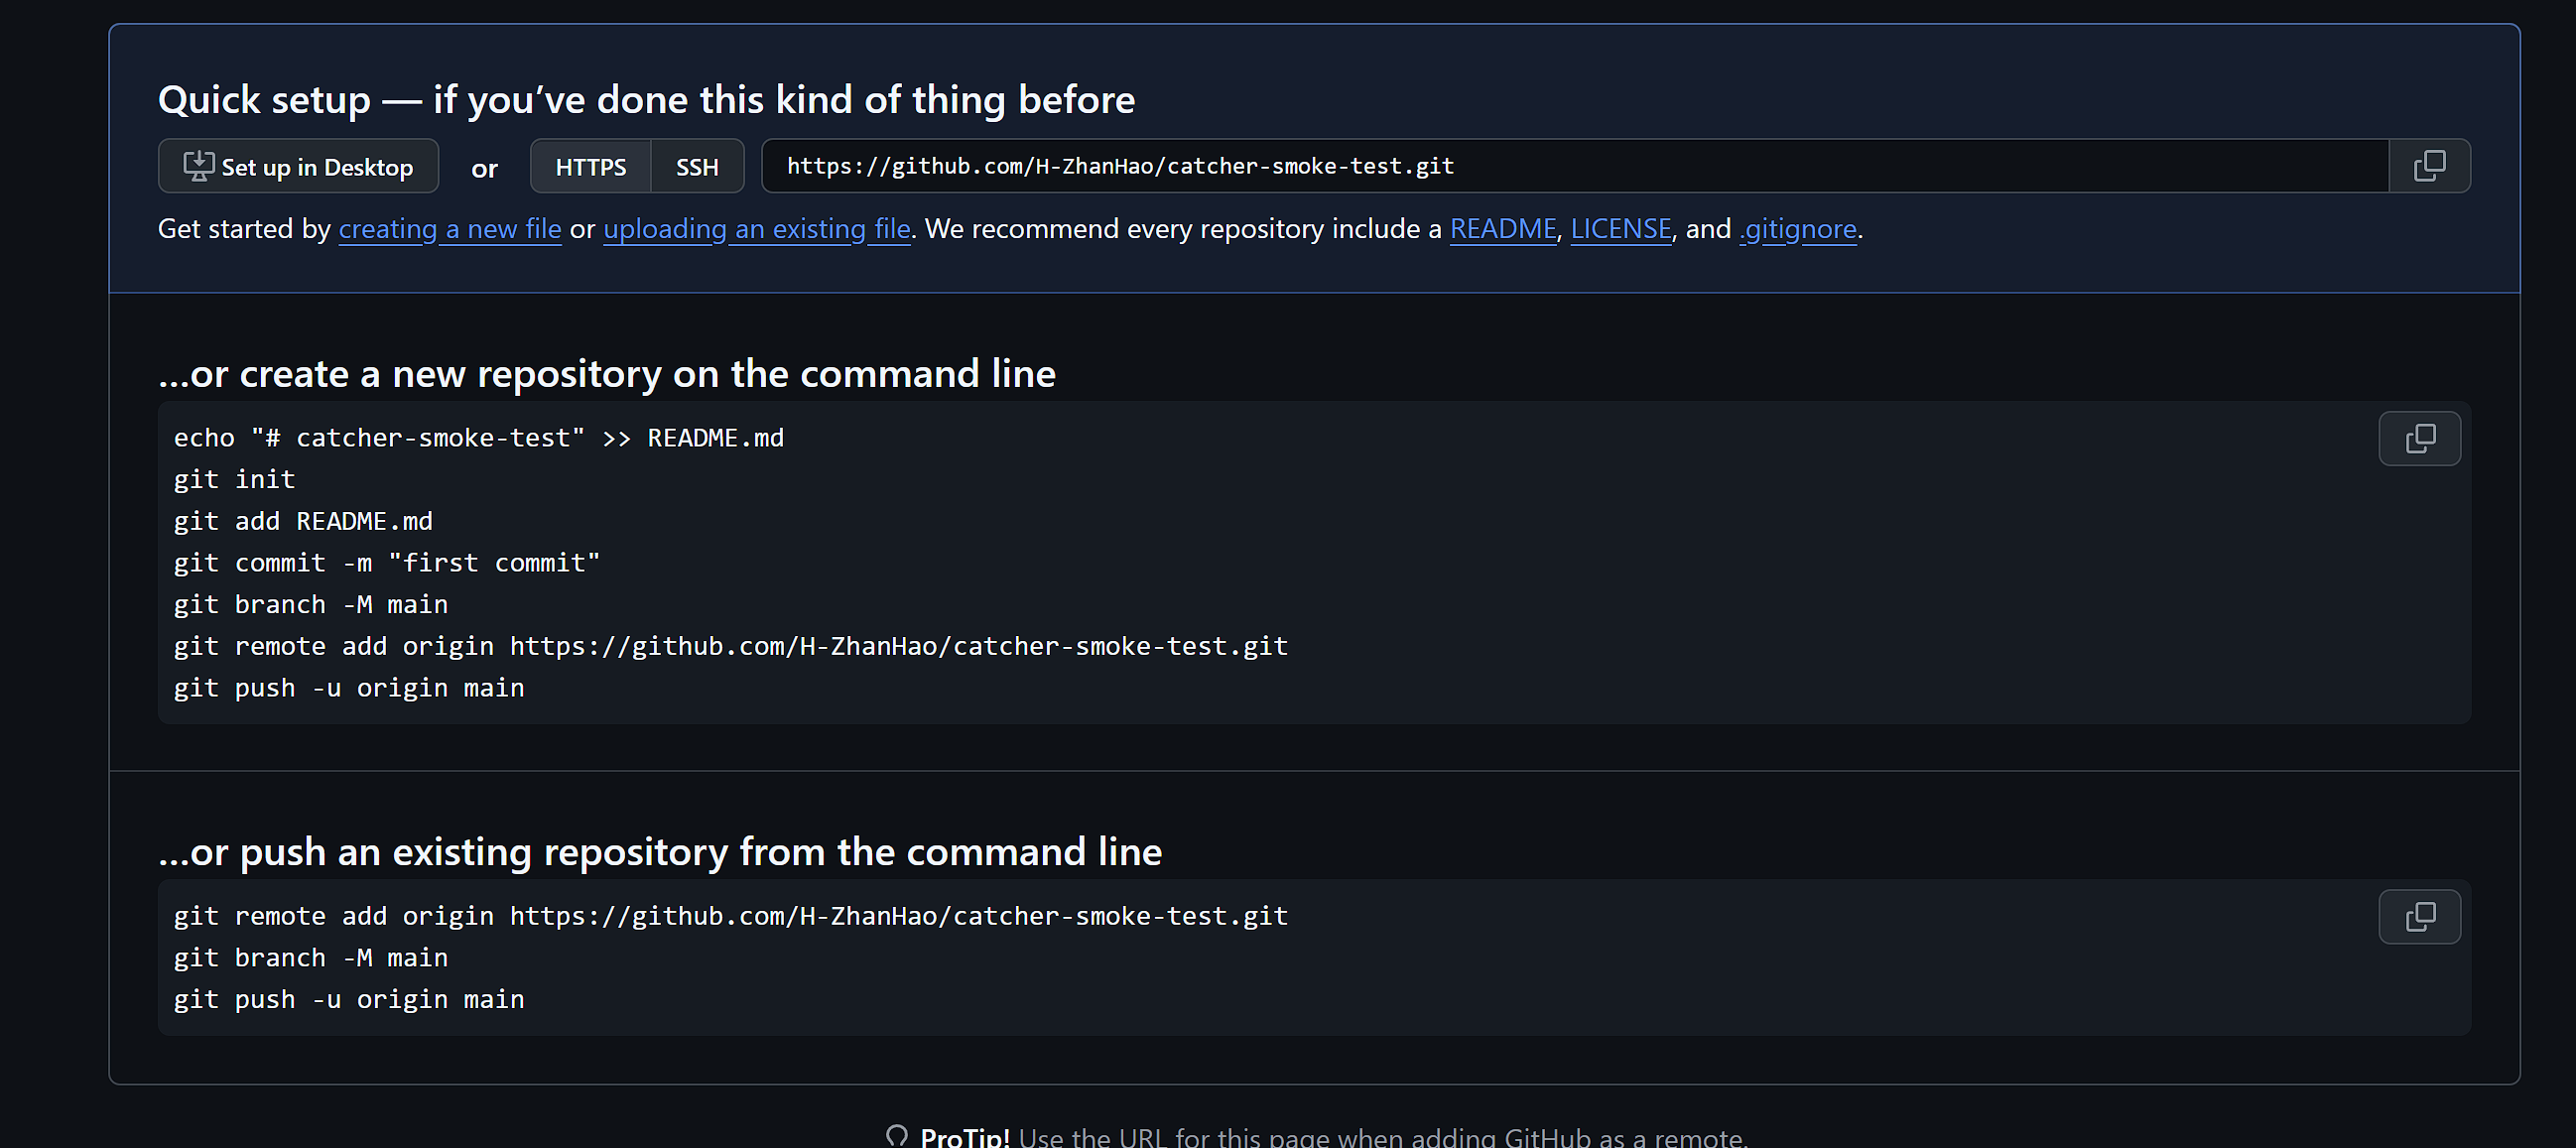 Quick setup — if you’ve done this kind of thing before
Set up in Desktop or HTTPS SSH https://github.com/H-ZhanHao/catcher-smoke-test.git
Get started by creating a new file or uploading an existing file. We recommend every repository include a README, LICENSE, and .gitignore.
…or create a new repository on the command line
echo "# catcher-smoke-test" >> README.md
git init
git add README.md
git commit -m "first commit"
git branch -M main
git remote add origin https://github.com/H-ZhanHao/catcher-smoke-test.git
git push -u origin main
…or push an existing repository from the command line
git remote add origin https://github.com/H-ZhanHao/catcher-smoke-test.git
git branch -M main
git push -u origin main
ProTip! Use the URL for this page when adding GitHub as a remote.